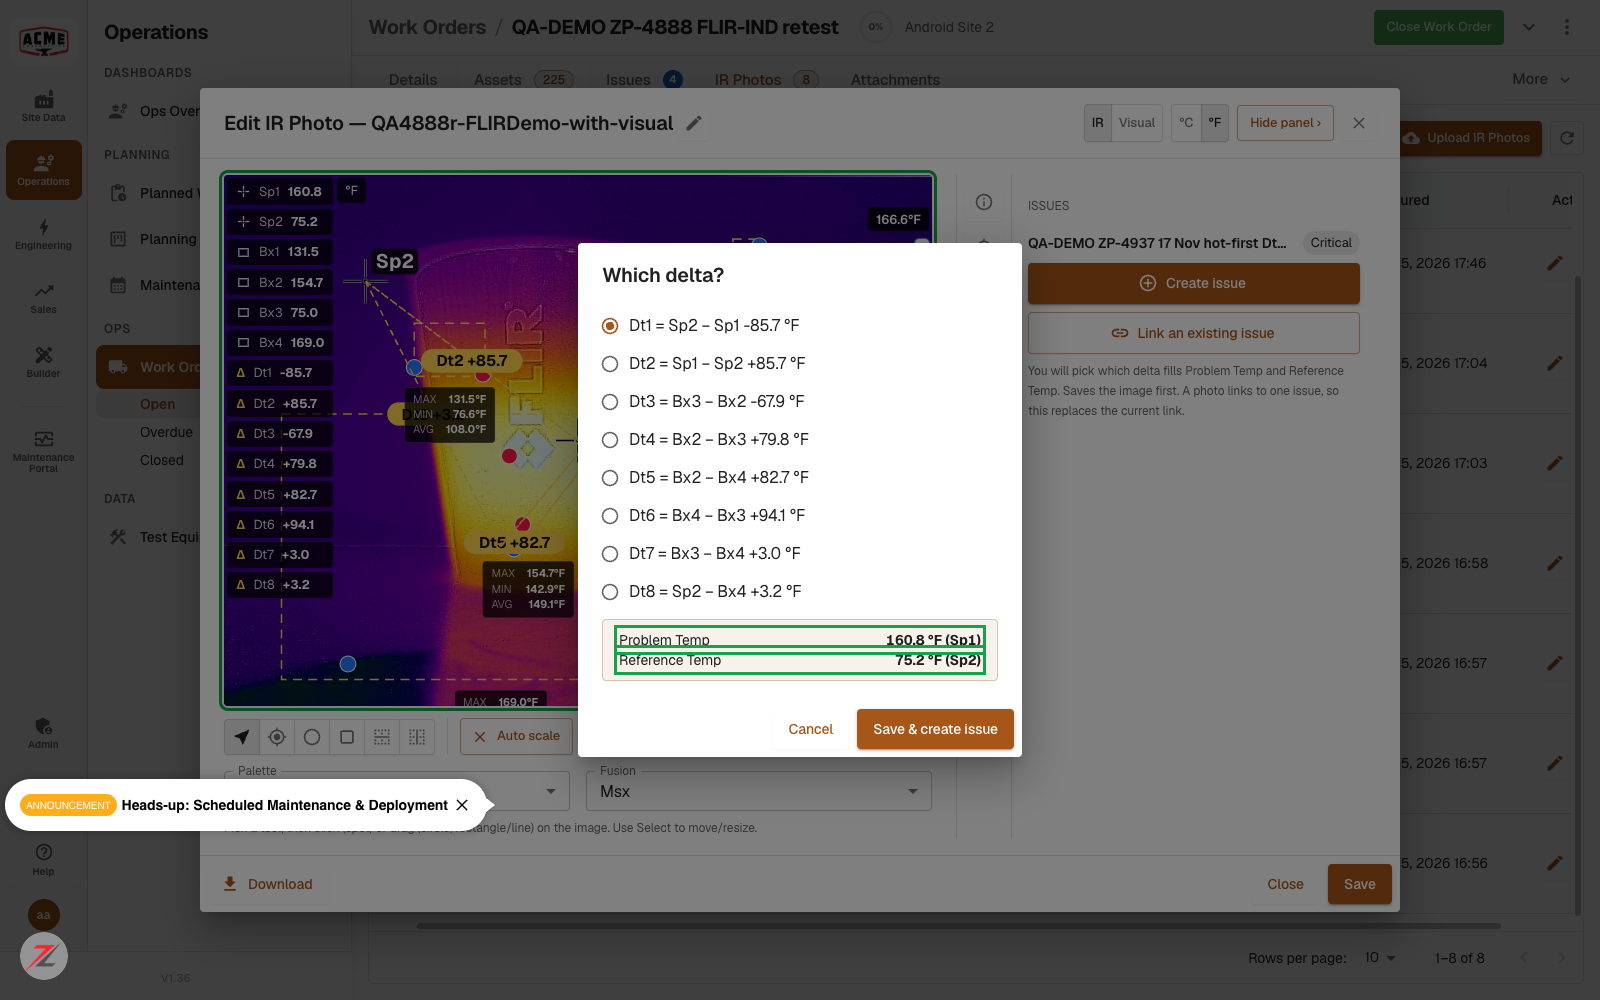 ACME
Operations
Work Orders / QA-DEMO ZP-4888 FLIR-IND retest
0%
Android Site 2
Close Work Order
DASHBOARDS
Details
Assets 225
Issues 4
IR Photos 8
Attachments
More
Site Data
Ops Over
Operations
PLANNING
Planned
Planning
Maintena
Engineering
Sales
OPS
Builder
Work Ord
Open
Overdue
Closed
Maintenance Portal
DATA
Test Equi
Admin
Help
aa
V1.36
Edit IR Photo — QA4888r-FLIRDemo-with-visual
IR
Visual
°C
°F
Hide panel ›
Upload IR Photos
Sp1 160.8
°F
Sp2 75.2
Bx1 131.5
Bx2 154.7
Bx3 75.0
Bx4 169.0
Δ Dt1 -85.7
Δ Dt2 +85.7
Δ Dt3 -67.9
Δ Dt4 +79.8
Δ Dt5 +82.7
Δ Dt6 +94.1
Δ Dt7 +3.0
Δ Dt8 +3.2
166.6°F
Sp2
FLIR
Dt2 +85.7
MAX 131.5°F
MIN 76.6°F
AVG 108.0°F
Dt5 +82.7
MAX 154.7°F
MIN 142.9°F
AVG 149.1°F
MAX 169.0°F
Auto scale
Palette
Fusion
Msx
on the image. Use Select to move/resize.
ANNOUNCEMENT Heads-up: Scheduled Maintenance & Deployment
Download
Close
Save
Which delta?
Dt1 = Sp2 – Sp1 -85.7 °F
Dt2 = Sp1 – Sp2 +85.7 °F
Dt3 = Bx3 – Bx2 -67.9 °F
Dt4 = Bx2 – Bx3 +79.8 °F
Dt5 = Bx2 – Bx4 +82.7 °F
Dt6 = Bx4 – Bx3 +94.1 °F
Dt7 = Bx3 – Bx4 +3.0 °F
Dt8 = Sp2 – Bx4 +3.2 °F
Problem Temp 160.8 °F (Sp1)
Reference Temp 75.2 °F (Sp2)
Cancel
Save & create issue
ISSUES
QA-DEMO ZP-4937 17 Nov hot-first Dt...
Critical
Create issue
Link an existing issue
You will pick which delta fills Problem Temp and Reference
Temp. Saves the image first. A photo links to one issue, so
this replaces the current link.
ured
Act
5, 2026 17:46
5, 2026 17:04
5, 2026 17:03
5, 2026 16:58
5, 2026 16:57
5, 2026 16:57
5, 2026 16:56
Rows per page: 10
1–8 of 8